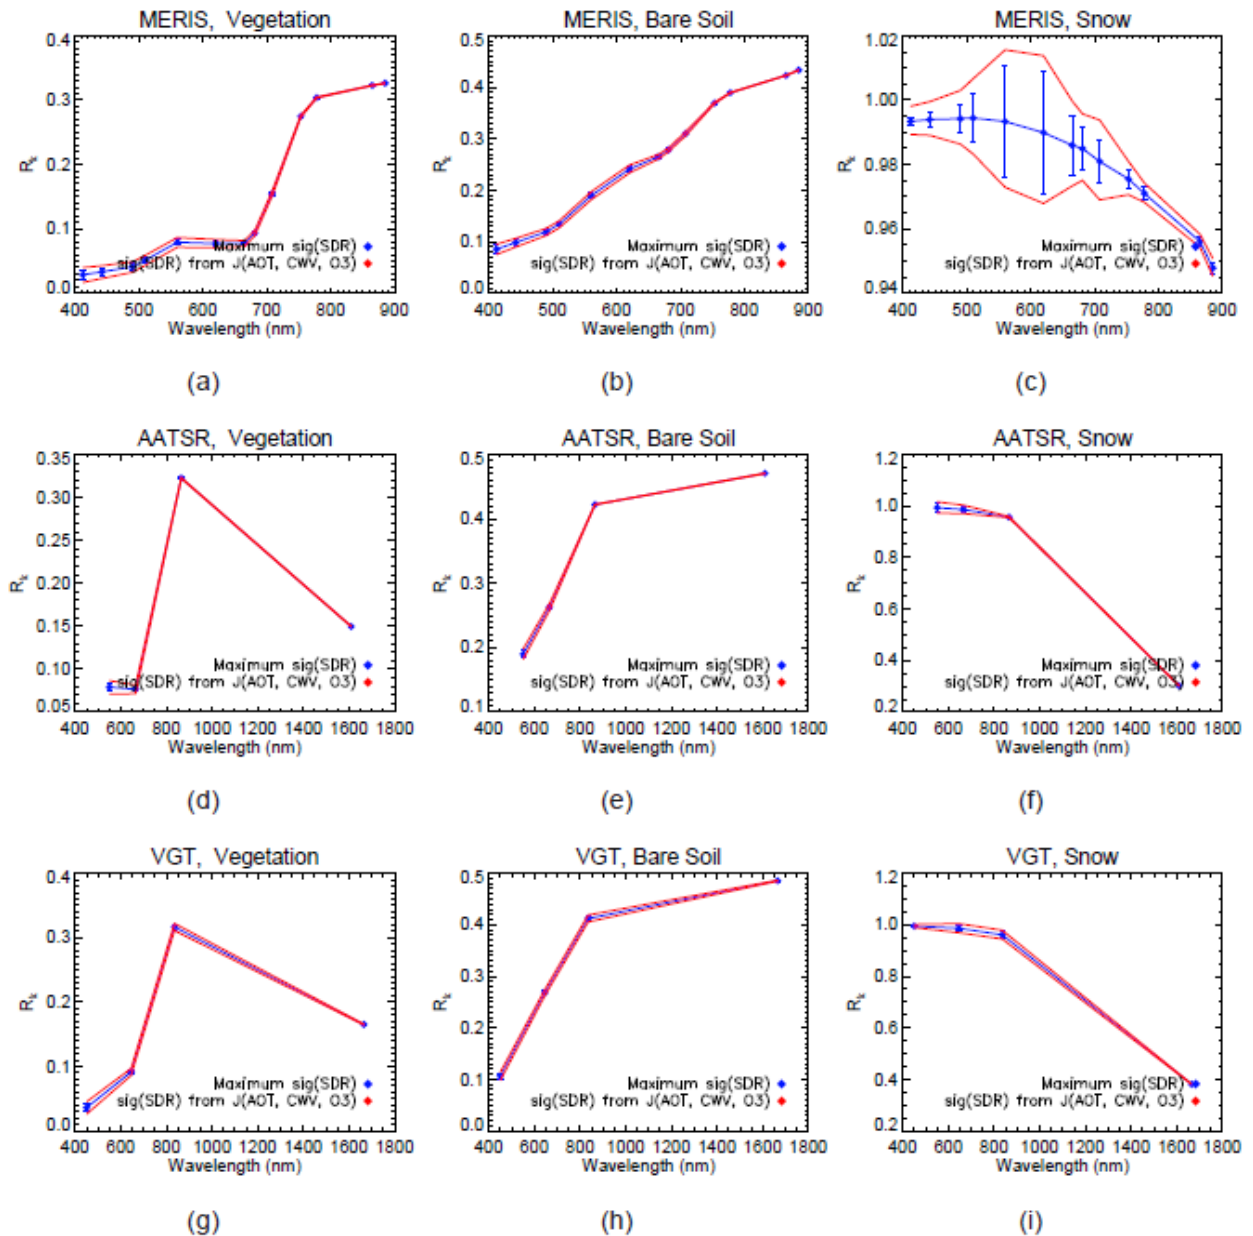 MERIS, Vegetation
MERIS, Bare Soil
MERIS, Snow
0.4
0.3
0.2
0.1
0.0
R_k
Maximum sig(SDR)
sig(SDR) from J(AOT, CWV, O3)
400 500 600 700 800 900
Wavelength (nm)
0.5
0.4
0.3
0.2
0.1
0.0
R_k
Maximum sig(SDR)
sig(SDR) from J(AOT, CWV, O3)
400 500 600 700 800 900
Wavelength (nm)
1.02
1.00
0.98
0.96
0.94
R_k
Maximum sig(SDR)
sig(SDR) from J(AOT, CWV, O3)
400 500 600 700 800 900
Wavelength (nm)
(a)
(b)
(c)
AATSR, Vegetation
AATSR, Bare Soil
AATSR, Snow
0.35
0.30
0.25
0.20
0.15
0.10
0.05
R_k
Maximum sig(SDR)
sig(SDR) from J(AOT, CWV, O3)
400 600 800 1000 1200 1400 1600 1800
Wavelength (nm)
0.5
0.4
0.3
0.2
0.1
R_k
Maximum sig(SDR)
sig(SDR) from J(AOT, CWV, O3)
400 600 800 1000 1200 1400 1600 1800
Wavelength (nm)
1.2
1.0
0.8
0.6
0.4
0.2
R_k
Maximum sig(SDR)
sig(SDR) from J(AOT, CWV, O3)
400 600 800 1000 1200 1400 1600 1800
Wavelength (nm)
(d)
(e)
(f)
VGT, Vegetation
VGT, Bare Soil
VGT, Snow
0.4
0.3
0.2
0.1
0.0
R_k
Maximum sig(SDR)
sig(SDR) from J(AOT, CWV, O3)
400 600 800 1000 1200 1400 1600 1800
Wavelength (nm)
0.5
0.4
0.3
0.2
0.1
0.0
R_k
Maximum sig(SDR)
sig(SDR) from J(AOT, CWV, O3)
400 600 800 1000 1200 1400 1600 1800
Wavelength (nm)
1.2
1.0
0.8
0.6
0.4
0.2
R_k
Maximum sig(SDR)
sig(SDR) from J(AOT, CWV, O3)
400 600 800 1000 1200 1400 1600 1800
Wavelength (nm)
(g)
(h)
(i)